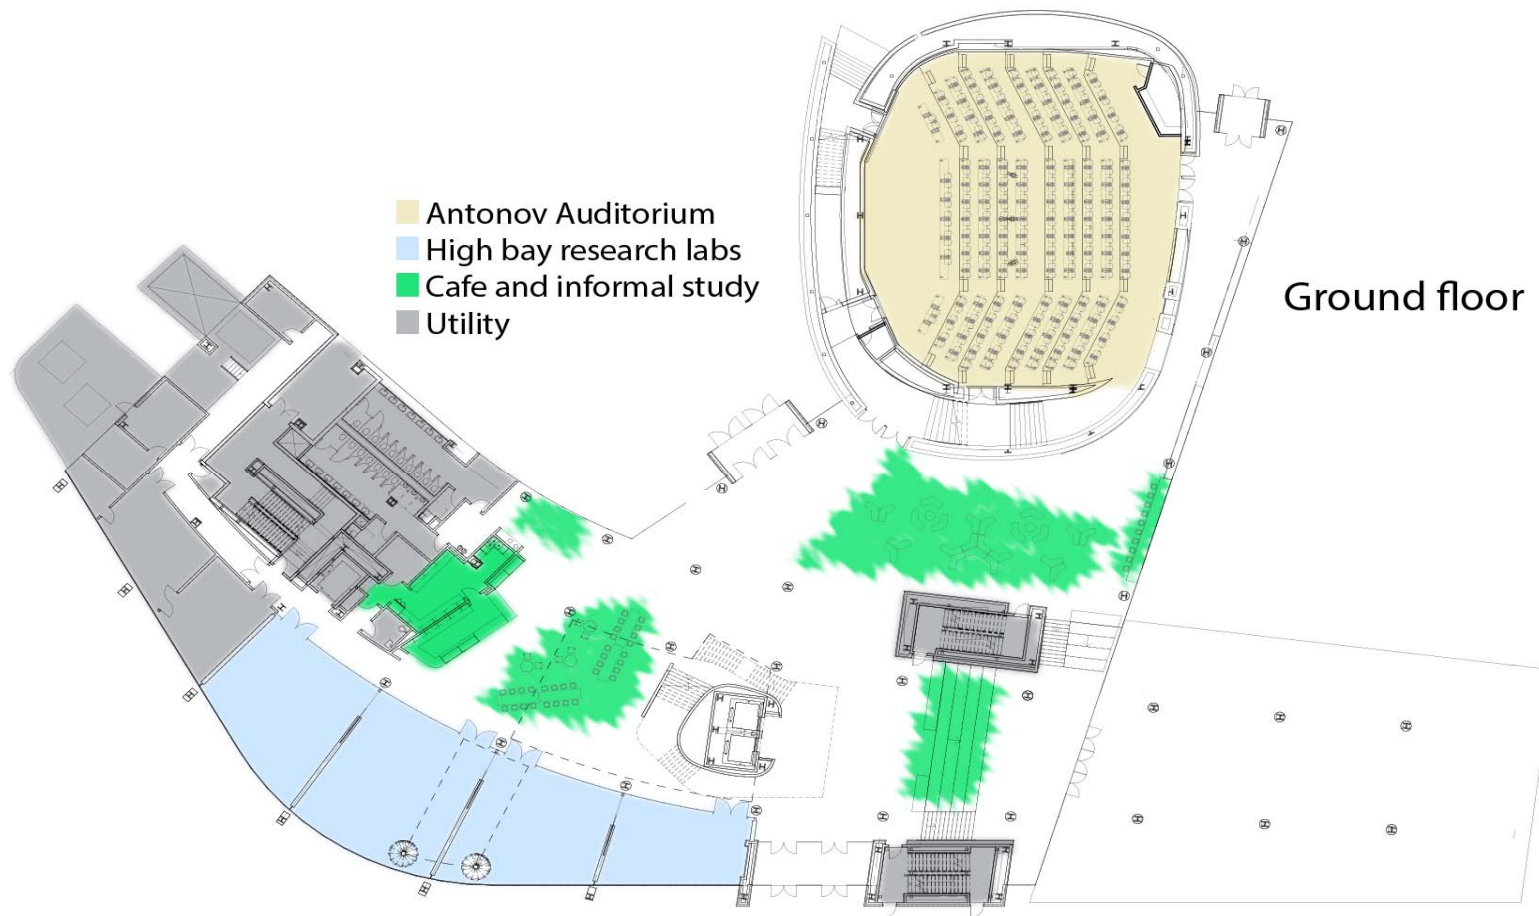 Antonov Auditorium
High bay research labs
Cafe and informal study
Utility
Ground floor